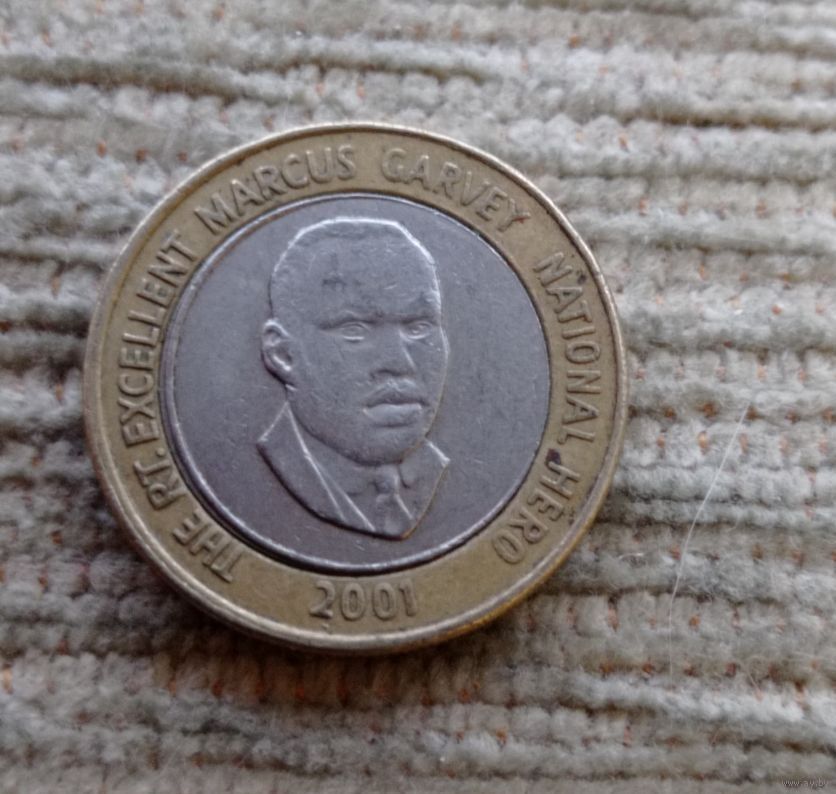 THE RT. EXCELLENT MARCUS GARVEY NATIONAL HERO
2001